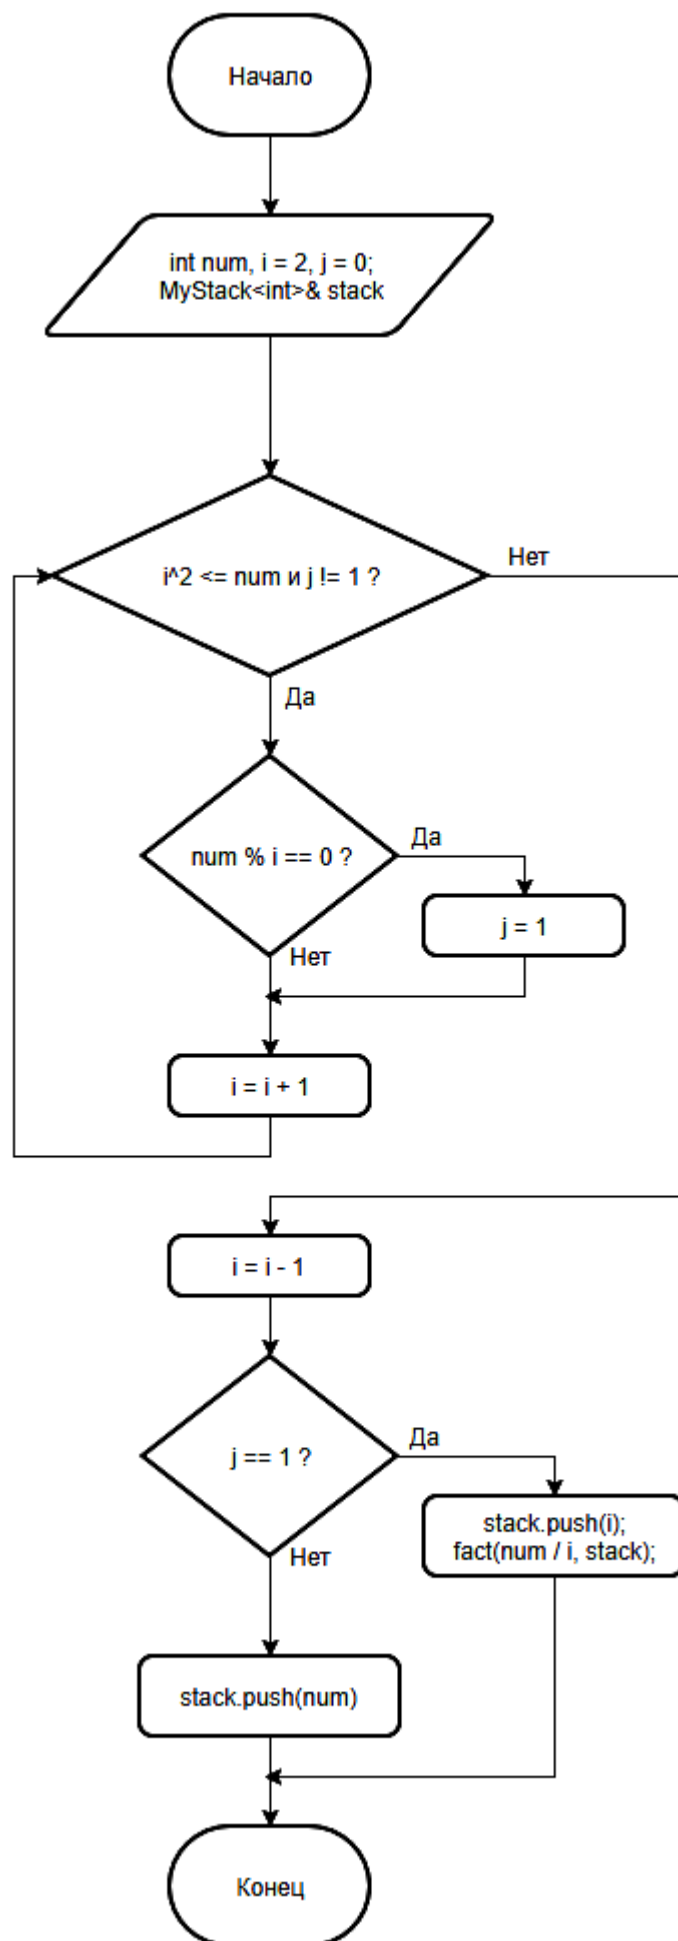 Начало
int num, i = 2, j = 0;
MyStack<int>& stack
i^2 <= num и j != 1 ?
Нет
Да
num % i == 0 ?
Да
j = 1
Нет
i = i + 1
i = i - 1
j == 1 ?
Да
stack.push(i);
fact(num / i, stack);
Нет
stack.push(num)
Конец